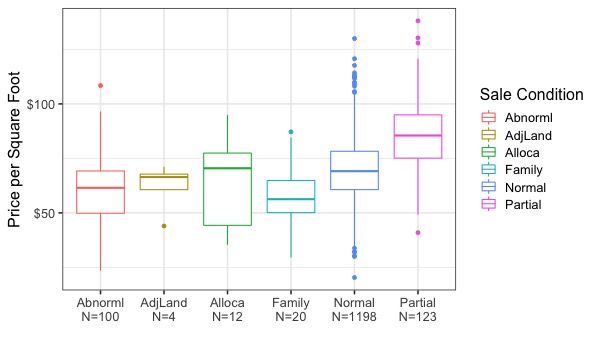 Price per Square Foot
$100
$50
Abnorml AdjLand Alloca Family Normal Partial
N=100 N=4 N=12 N=20 N=1198 N=123
Sale Condition
Abnorml
AdjLand
Alloca
Family
Normal
Partial